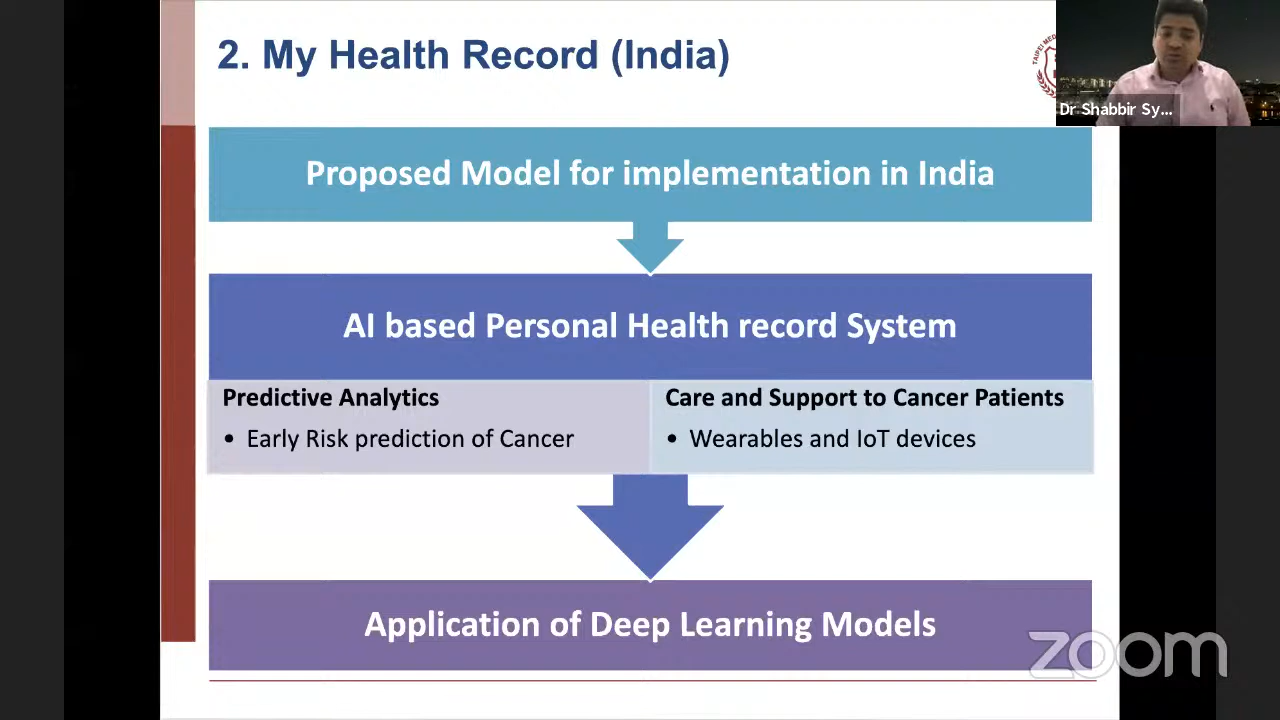 2. My Health Record (India)
TAIPEI MED
Dr Shabbir Sy...
Proposed Model for implementation in India
AI based Personal Health record System
Predictive Analytics
• Early Risk prediction of Cancer
Care and Support to Cancer Patients
• Wearables and IoT devices
Application of Deep Learning Models
zoom